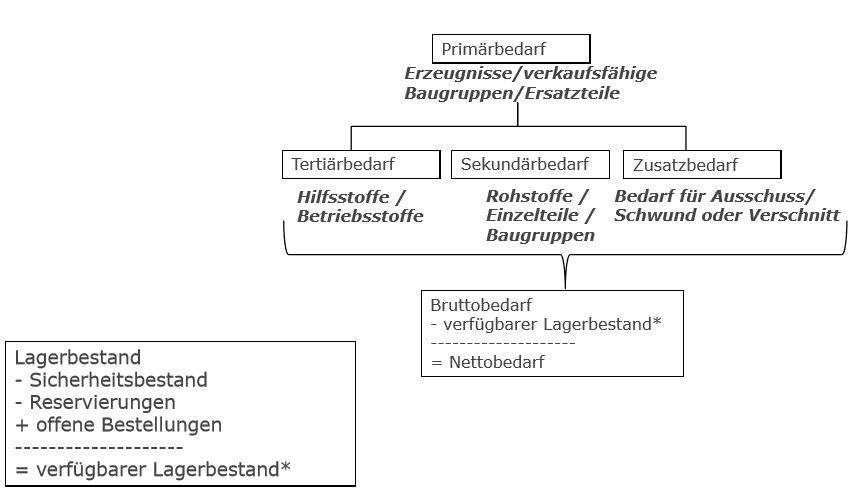 Primärbedarf
Erzeugnisse/verkaufsfähige
Baugruppen/Ersatzteile
Tertiärbedarf
Hilfsstoffe /
Betriebsstoffe
Sekundärbedarf
Rohstoffe /
Einzelteile /
Baugruppen
Zusatzbedarf
Bedarf für Ausschuss/
Schwund oder Verschnitt
Bruttobedarf
- verfügbarer Lagerbestand*
--------------------
= Nettobedarf
Lagerbestand
- Sicherheitsbestand
- Reservierungen
+ offene Bestellungen
--------------------
= verfügbarer Lagerbestand*